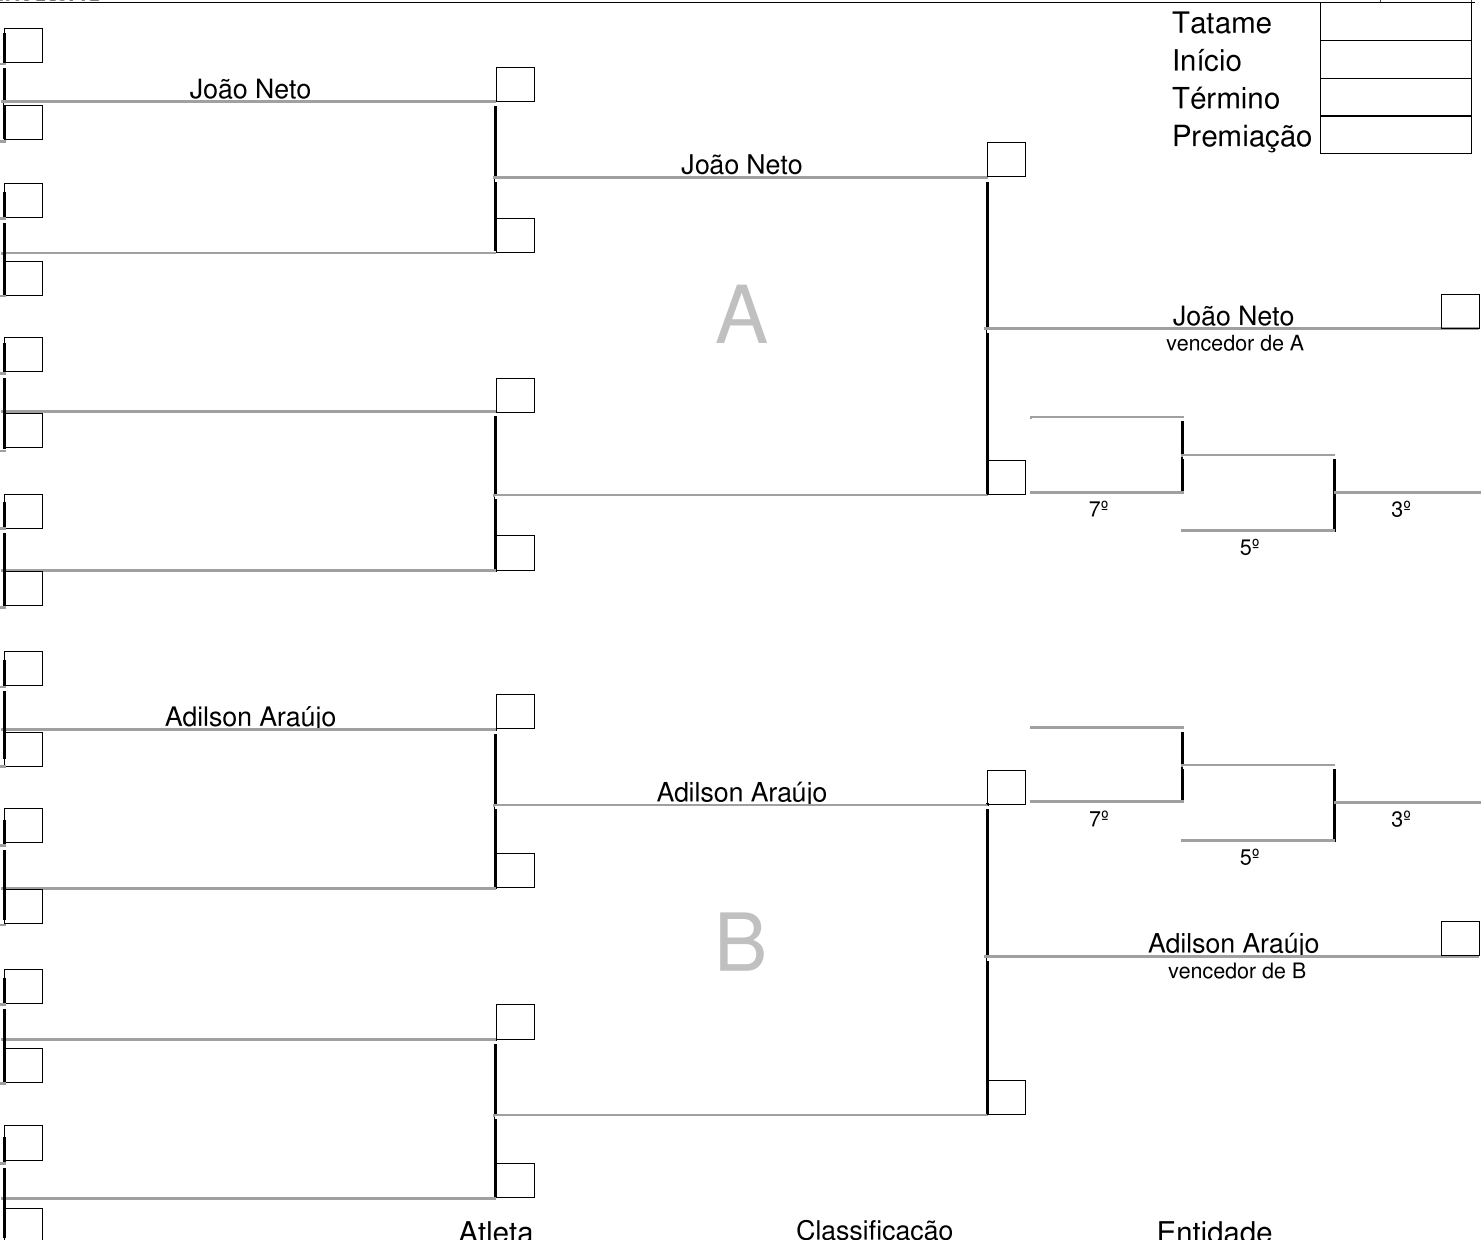 Tatame
Início
Término
Premiação
João Neto
João Neto
A
João Neto
vencedor de A
7º
3º
5º
Adilson Araújo
Adilson Araújo
7º
3º
5º
B
Adilson Araújo
vencedor de B
Atleta
Classificação
Entidade